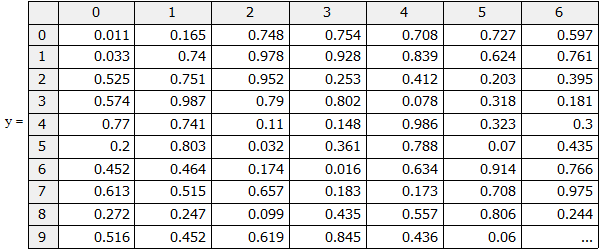 0 1 2 3 4 5 6
0 0.011 0.165 0.748 0.754 0.708 0.727 0.597
1 0.033 0.74 0.978 0.928 0.839 0.624 0.761
2 0.525 0.751 0.952 0.253 0.412 0.203 0.395
3 0.574 0.987 0.79 0.802 0.078 0.318 0.181
y = 4 0.77 0.741 0.11 0.148 0.986 0.323 0.3
5 0.2 0.803 0.032 0.361 0.788 0.07 0.435
6 0.452 0.464 0.174 0.016 0.634 0.914 0.766
7 0.613 0.515 0.657 0.183 0.173 0.708 0.975
8 0.272 0.247 0.099 0.435 0.557 0.806 0.244
9 0.516 0.452 0.619 0.845 0.436 0.06 ...